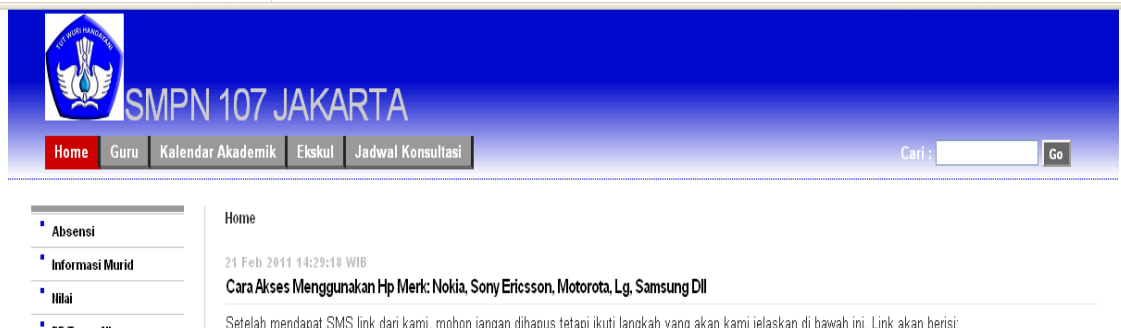 TUT WURI HANDAYANI
SMPN 107 JAKARTA
Home Guru Kalendar Akademik Ekskul Jadwal Konsultasi
Cari : Go
Absensi
Informasi Murid
Nilai
Home
21 Feb 2011 14:29:18 WIB
Cara Akses Menggunakan Hp Merk: Nokia, Sony Ericsson, Motorota, Lg, Samsung Dll
Setelah mendapat SMS link dari kami, mohon jangan dihapus tetapi ikuti langkah yang akan kami jelaskan di bawah ini. Link akan berisi: